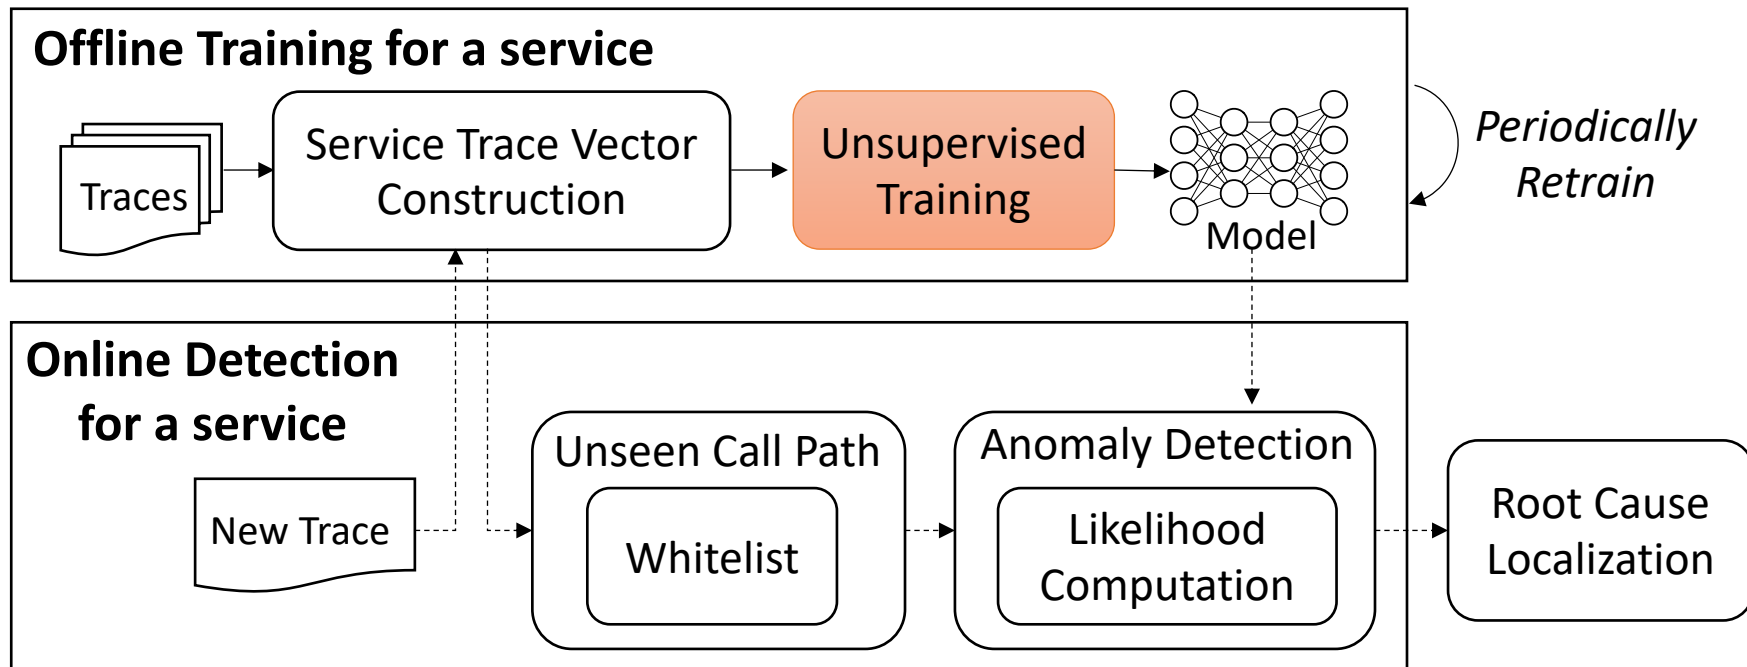 Offline Training for a service
Traces
Service Trace Vector
Construction
Unsupervised
Training
Model
Periodically
Retrain
Online Detection
for a service
New Trace
Unseen Call Path
Whitelist
Anomaly Detection
Likelihood
Computation
Root Cause
Localization